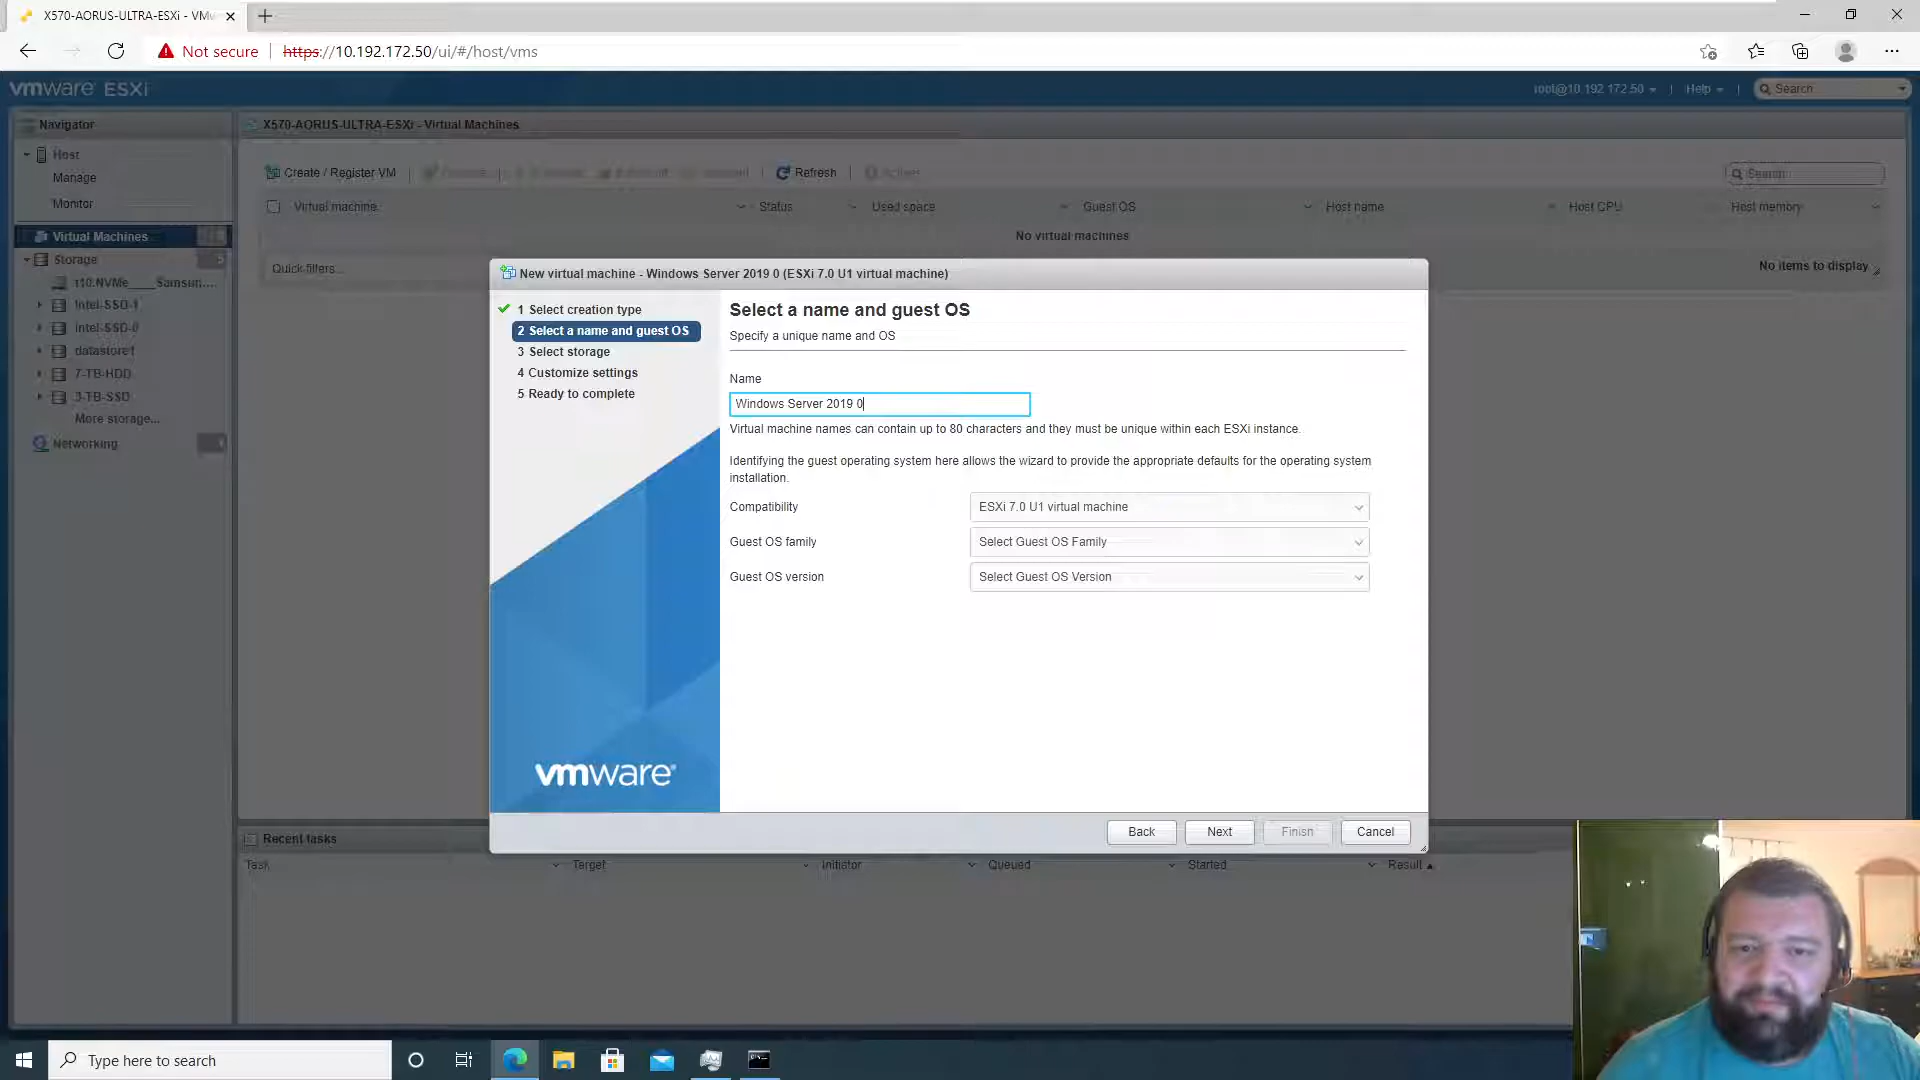 X570-AORUS-ULTRA-ESXi - VMw
Not secure
https://10.192.172.50/ui/#/host/vms
vmware ESXi
root@10.192.172.50
Help
Search
Navigator
X570-AORUS-ULTRA-ESXi - Virtual Machines
Host
Manage
Monitor
Virtual Machines
Storage
5
t10.NVMe____Samsun...
Intel-SSD-1
Intel-SSD-0
datastore1
7-TB-HDD
3-TB-SSD
More storage...
Networking
Create / Register VM
Refresh
Actions
Search
Virtual machine
Status
Used space
Guest OS
Host name
Host CPU
Host memory
No virtual machines
Quick filters...
No items to display
New virtual machine - Windows Server 2019 0 (ESXi 7.0 U1 virtual machine)
1 Select creation type
2 Select a name and guest OS
3 Select storage
4 Customize settings
5 Ready to complete
vmware®
Select a name and guest OS
Specify a unique name and OS
Name
Windows Server 2019 0
Virtual machine names can contain up to 80 characters and they must be unique within each ESXi instance.
Identifying the guest operating system here allows the wizard to provide the appropriate defaults for the operating system
installation.
Compatibility
ESXi 7.0 U1 virtual machine
Guest OS family
Select Guest OS Family
Guest OS version
Select Guest OS Version
Back
Next
Finish
Cancel
Recent tasks
Task
Target
Initiator
Queued
Started
Result
Type here to search